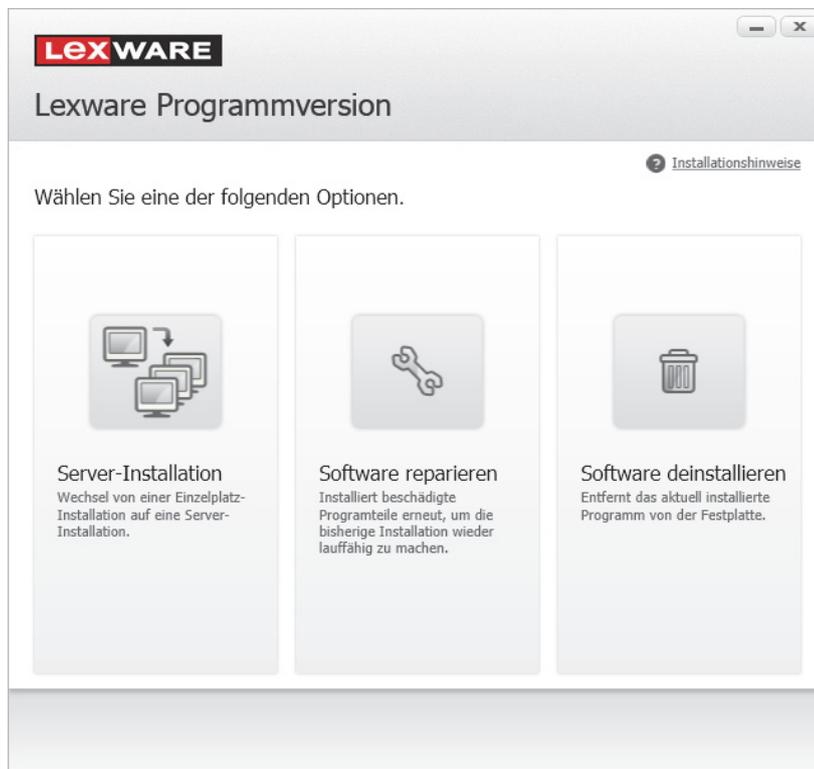 LEXWARE
Lexware Programmversion
Installationshinweise
Wählen Sie eine der folgenden Optionen.
Server-Installation
Wechsel von einer Einzelplatz-
Installation auf eine Server-
Installation.
Software reparieren
Installiert beschädigte
Programteile erneut, um die
bisherige Installation wieder
lauffähig zu machen.
Software deinstallieren
Entfernt das aktuell installierte
Programm von der Festplatte.